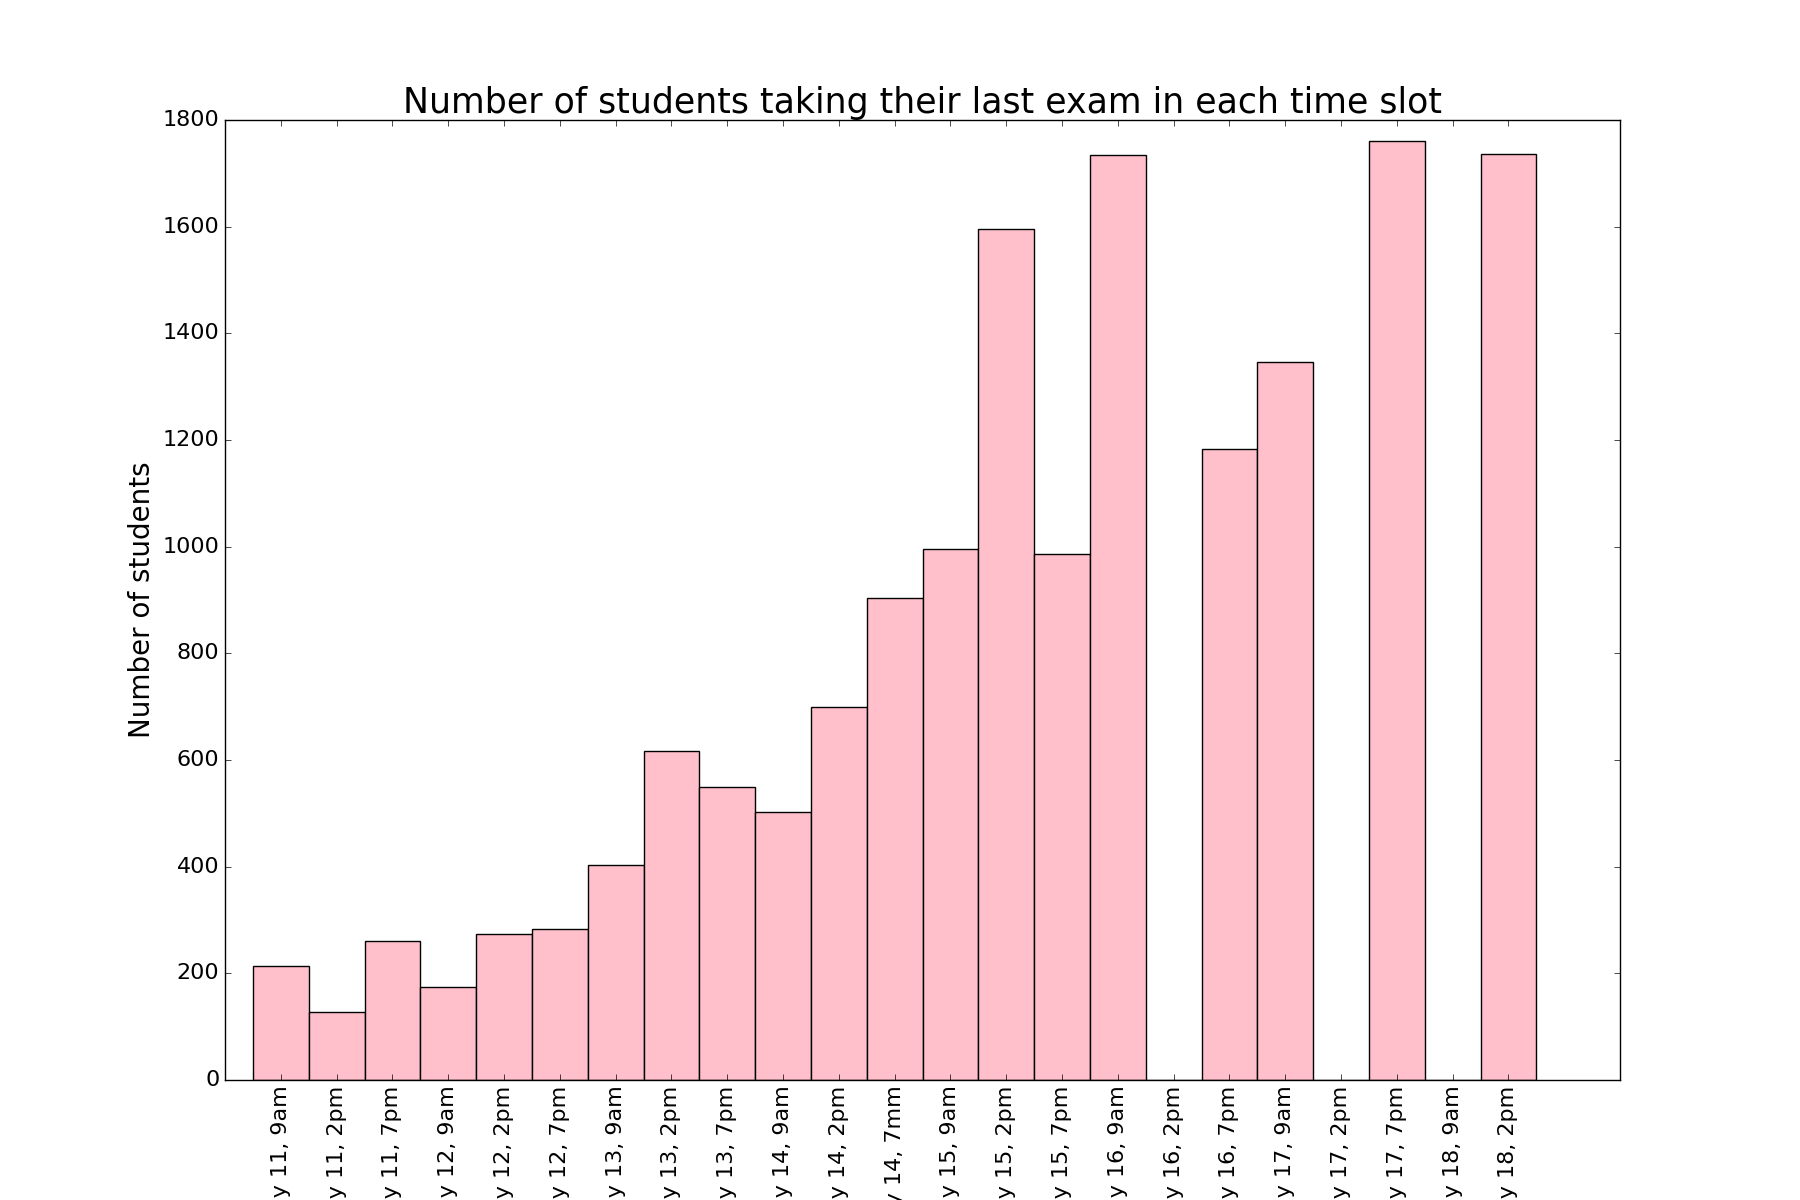 Number of students taking their last exam in each time slot
Number of students
1800
1600
1400
1200
1000
800
600
400
200
0
y 11, 9am
y 11, 2pm
y 11, 7pm
y 12, 9am
y 12, 2pm
y 12, 7pm
y 13, 9am
y 13, 2pm
y 13, 7pm
y 14, 9am
y 14, 2pm
y 14, 7mm
y 15, 9am
y 15, 2pm
y 15, 7pm
y 16, 9am
y 16, 2pm
y 16, 7pm
y 17, 9am
y 17, 2pm
y 17, 7pm
y 18, 9am
y 18, 2pm